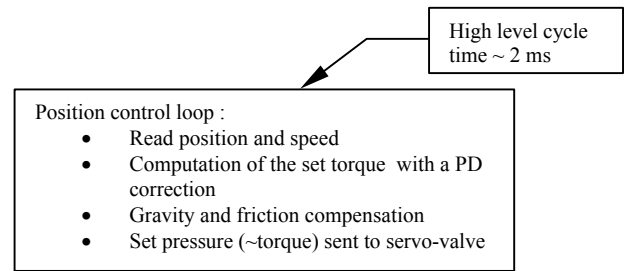 High level cycle
time ~ 2 ms
Position control loop :
• Read position and speed
• Computation of the set torque with a PD
correction
• Gravity and friction compensation
• Set pressure (~torque) sent to servo-valve